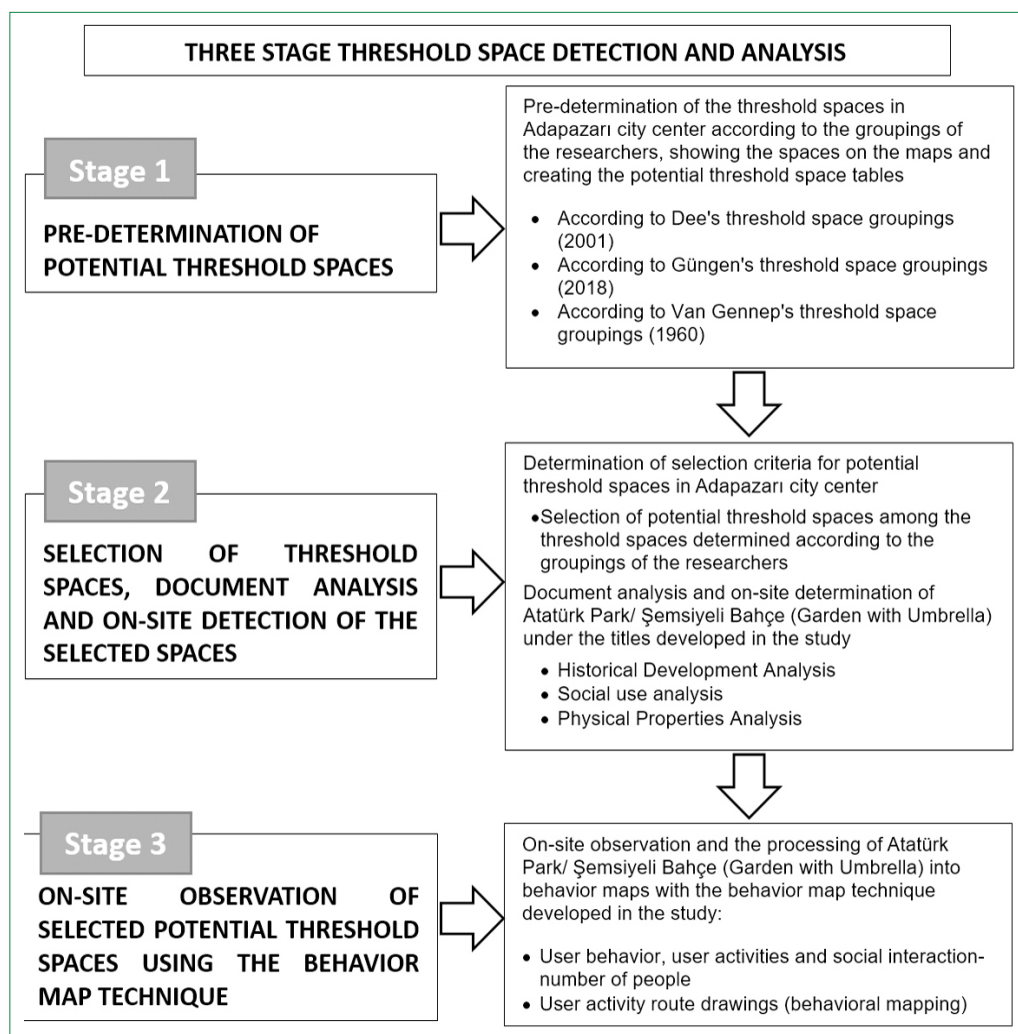 THREE STAGE THRESHOLD SPACE DETECTION AND ANALYSIS
Stage 1
PRE-DETERMINATION OF
POTENTIAL THRESHOLD SPACES
Pre-determination of the threshold spaces in
Adapazarı city center according to the groupings of
the researchers, showing the spaces on the maps and
creating the potential threshold space tables
• According to Dee's threshold space groupings
(2001)
• According to Güngen's threshold space groupings
(2018)
• According to Van Gennep's threshold space
groupings (1960)
Stage 2
SELECTION OF THRESHOLD
SPACES, DOCUMENT ANALYSIS
AND ON-SITE DETECTION OF THE
SELECTED SPACES
Determination of selection criteria for potential
threshold spaces in Adapazarı city center
•Selection of potential threshold spaces among the
threshold spaces determined according to the
groupings of the researchers
Document analysis and on-site determination of
Atatürk Park/ Şemsiyeli Bahçe (Garden with Umbrella)
under the titles developed in the study
• Historical Development Analysis
• Social use analysis
• Physical Properties Analysis
Stage 3
ON-SITE OBSERVATION OF
SELECTED POTENTIAL THRESHOLD
SPACES USING THE BEHAVIOR
MAP TECHNIQUE
On-site observation and the processing of Atatürk
Park/ Şemsiyeli Bahçe (Garden with Umbrella) into
behavior maps with the behavior map technique
developed in the study:
• User behavior, user activities and social interaction-
number of people
• User activity route drawings (behavioral mapping)